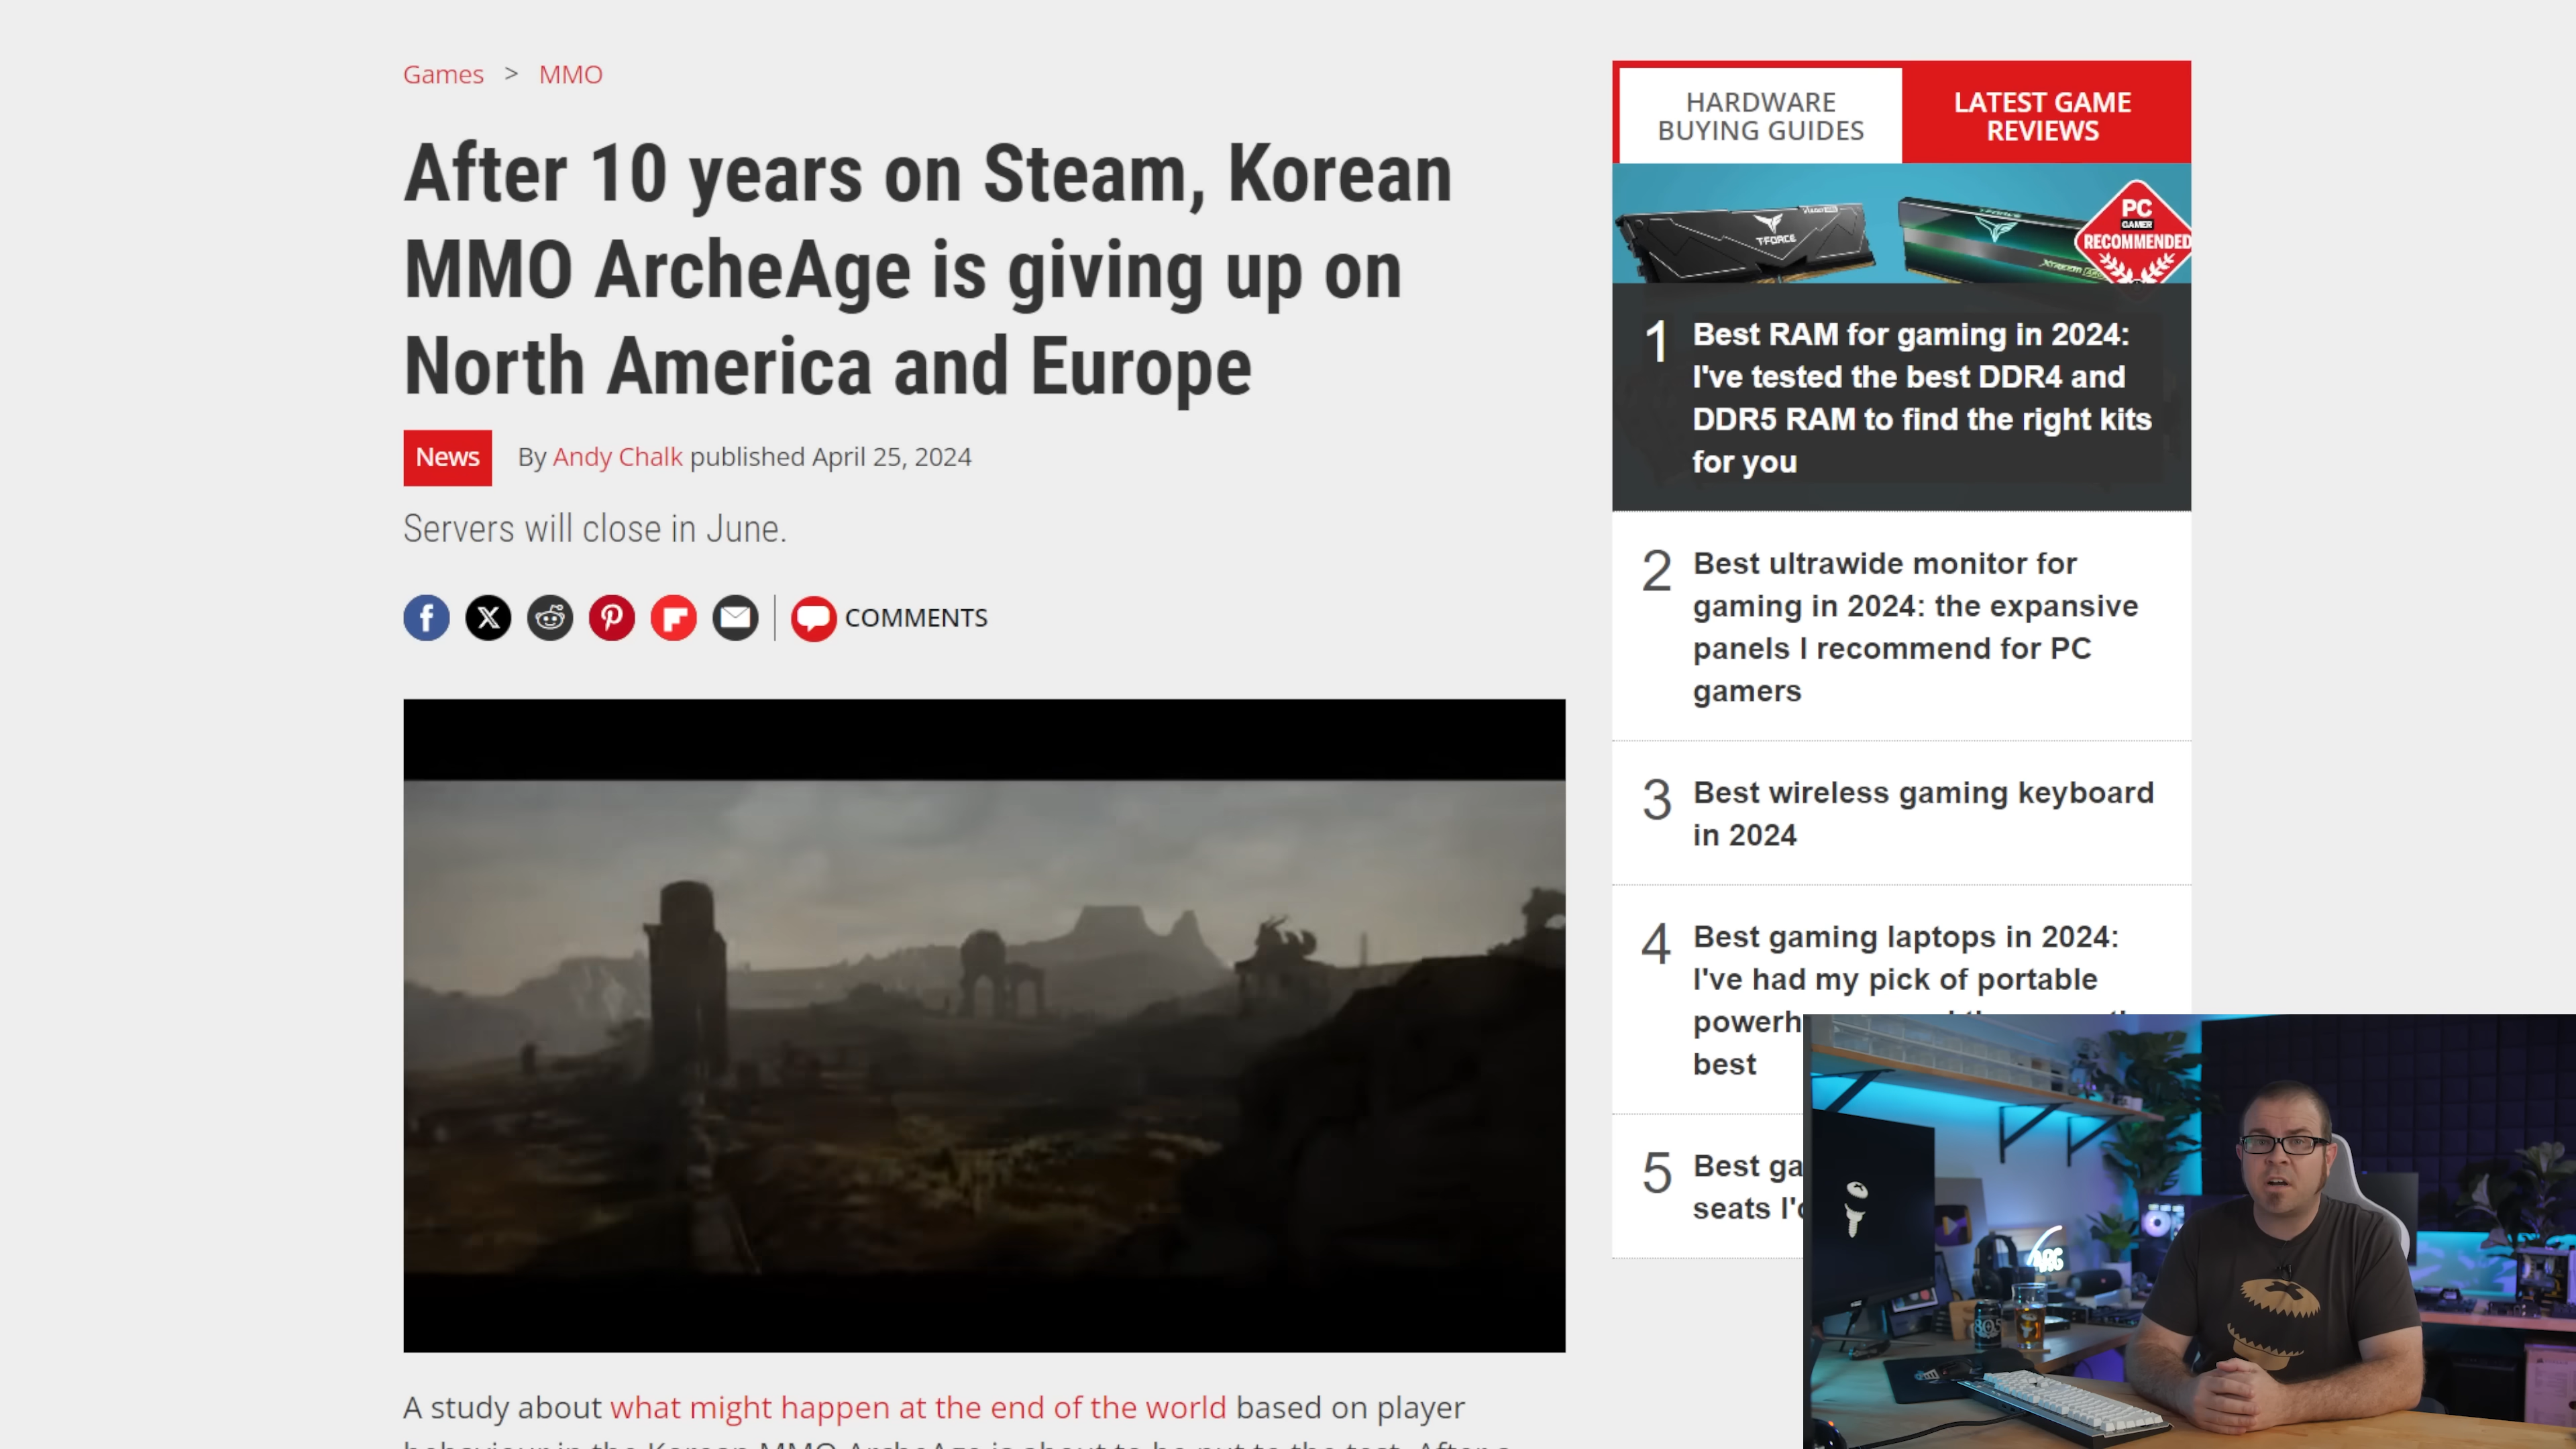 Games > MMO
After 10 years on Steam, Korean
MMO ArcheAge is giving up on
North America and Europe
News By Andy Chalk published April 25, 2024
Servers will close in June.
COMMENTS
A study about what might happen at the end of the world based on player
HARDWARE
BUYING GUIDES
LATEST GAME
REVIEWS
T-FORCE
PC
GAMER
RECOMMENDED
1 Best RAM for gaming in 2024:
I've tested the best DDR4 and
DDR5 RAM to find the right kits
for you
2 Best ultrawide monitor for
gaming in 2024: the expansive
panels I recommend for PC
gamers
3 Best wireless gaming keyboard
in 2024
4 Best gaming laptops in 2024:
I've had my pick of portable
powerh
best
5 Best ga
seats I'
805